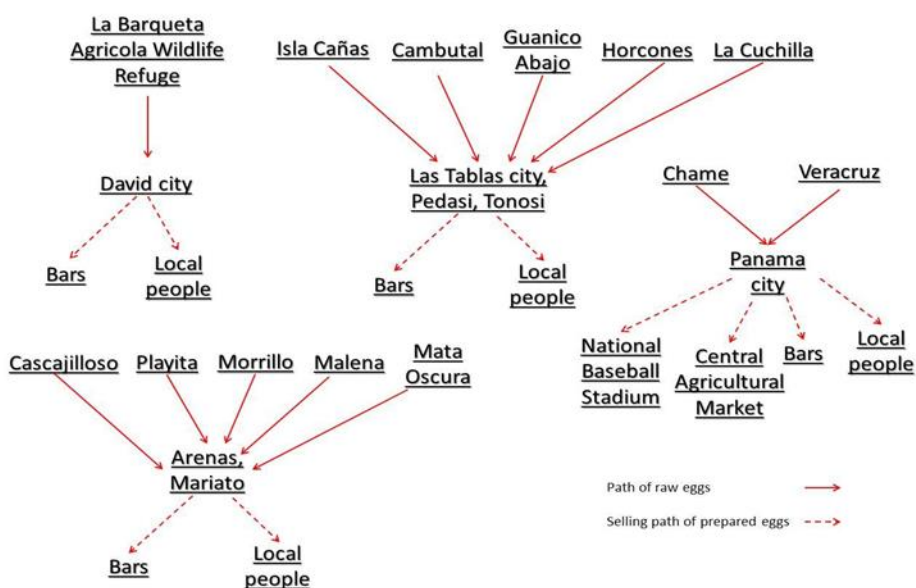 La Barqueta
Agricola Wildlife
Refuge
David city
Bars
Local
people
Isla Cañas
Cambutal
Guanico
Abajo
Horcones
La Cuchilla
Las Tablas city,
Pedasi, Tonosi
Bars
Local
people
Chame
Veracruz
Panama
city
National
Baseball
Stadium
Central
Agricultural
Market
Bars
Local
people
Cascajilloso
Playita
Morrillo
Malena
Mata
Oscura
Arenas,
Mariato
Bars
Local
people
Path of raw eggs
Selling path of prepared eggs